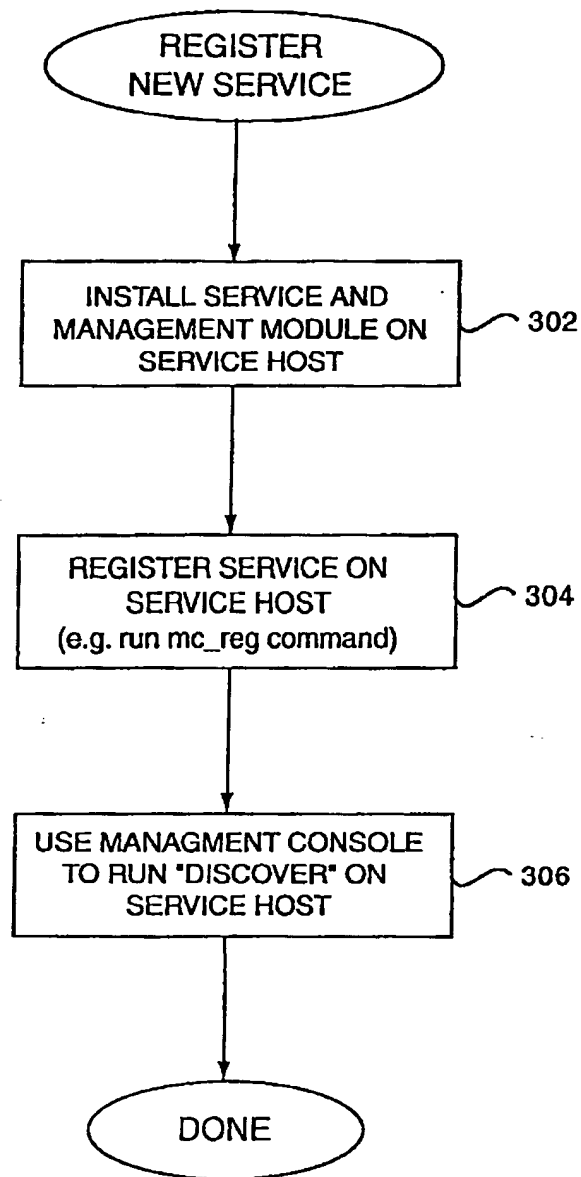 REGISTER
NEW SERVICE
INSTALL SERVICE AND
MANAGEMENT MODULE ON
SERVICE HOST
302
REGISTER SERVICE ON
SERVICE HOST
(e.g. run mc_reg command)
304
USE MANAGMENT CONSOLE
TO RUN "DISCOVER" ON
SERVICE HOST
306
DONE